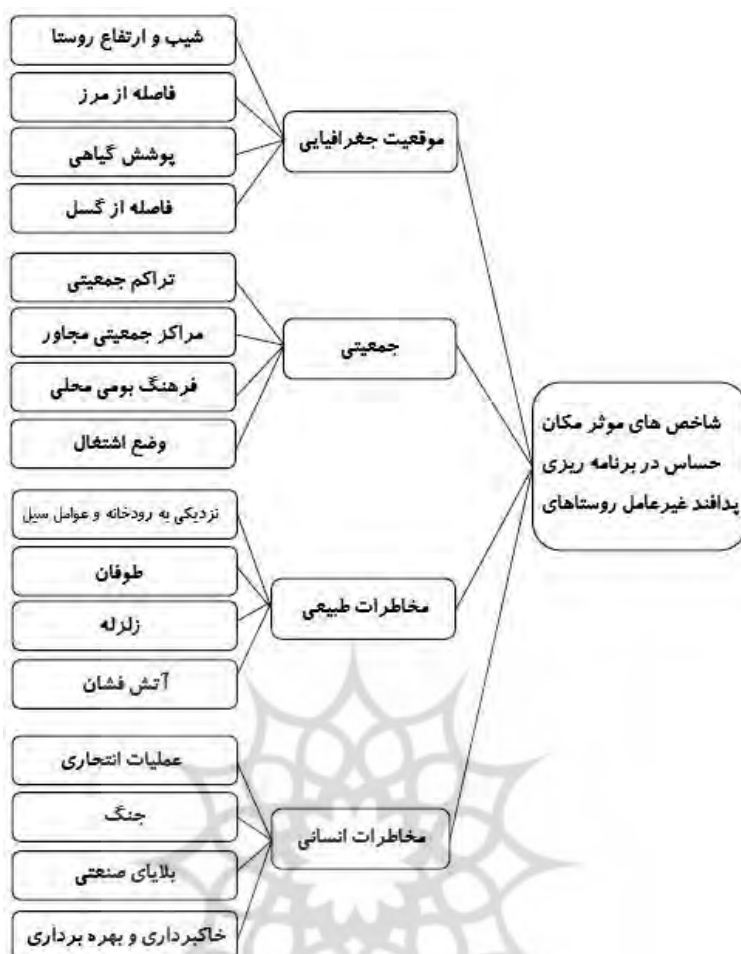 شاخص های موثر مکان
حساس در برنامه ریزی
پدافند غیرعامل روستاهای
موقعیت جغرافیایی
شیب و ارتفاع روستا
فاصله از مرز
پوشش گیاهی
فاصله از گسل
جمعیتی
تراکم جمعیتی
مراکز جمعیتی مجاور
فرهنگ بومی محلی
وضع اشتغال
مخاطرات طبیعی
نزدیکی به رودخانه و عوامل سیل
طوفان
زلزله
آتش فشان
مخاطرات انسانی
عملیات انتحاری
جنگ
بلایای صنعتی
خاکبرداری و بهره برداری